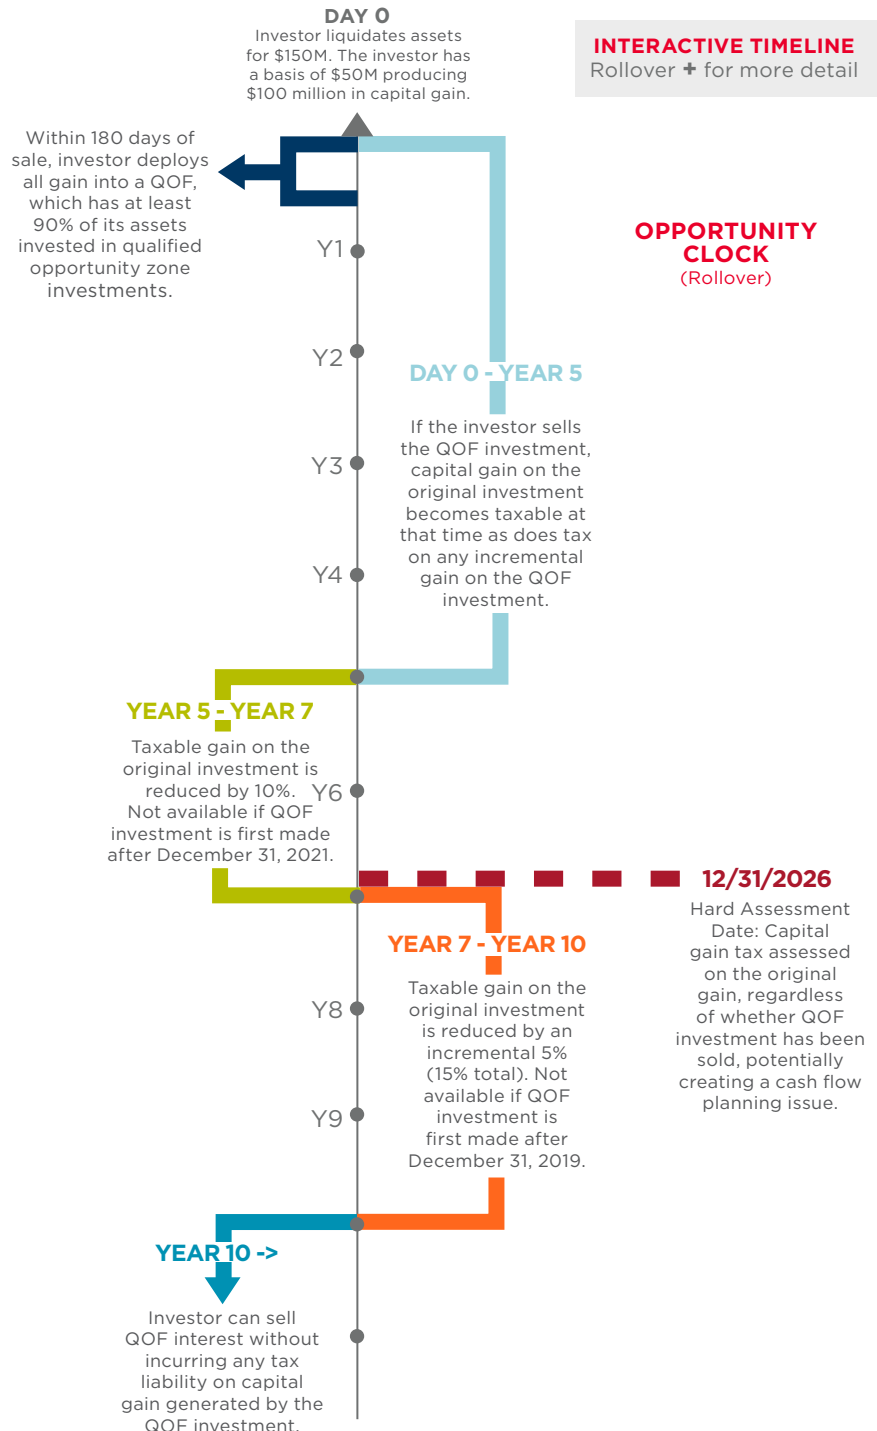 DAY 0
Investor liquidates assets
for $150M. The investor has
a basis of $50M producing
$100 million in capital gain.
INTERACTIVE TIMELINE
Rollover + for more detail
Within 180 days of
sale, investor deploys
all gain into a QOF,
which has at least
90% of its assets
invested in qualified
opportunity zone
investments.
OPPORTUNITY
CLOCK
(Rollover)
Y1
Y2
DAY 0 - YEAR 5
If the investor sells
the QOF investment,
capital gain on the
original investment
becomes taxable at
that time as does tax
on any incremental
gain on the QOF
investment.
Y3
Y4
YEAR 5 - YEAR 7
Taxable gain on the
original investment is
reduced by 10%.
Not available if QOF
investment is first made
after December 31, 2021.
Y6
12/31/2026
Hard Assessment
Date: Capital
gain tax assessed
on the original
gain, regardless
of whether QOF
investment has been
sold, potentially
creating a cash flow
planning issue.
YEAR 7 - YEAR 10
Taxable gain on the
original investment
is reduced by an
incremental 5%
(15% total). Not
available if QOF
investment is
first made after
December 31, 2019.
Y8
Y9
YEAR 10 ->
Investor can sell
QOF interest without
incurring any tax
liability on capital
gain generated by the
QOF investment.